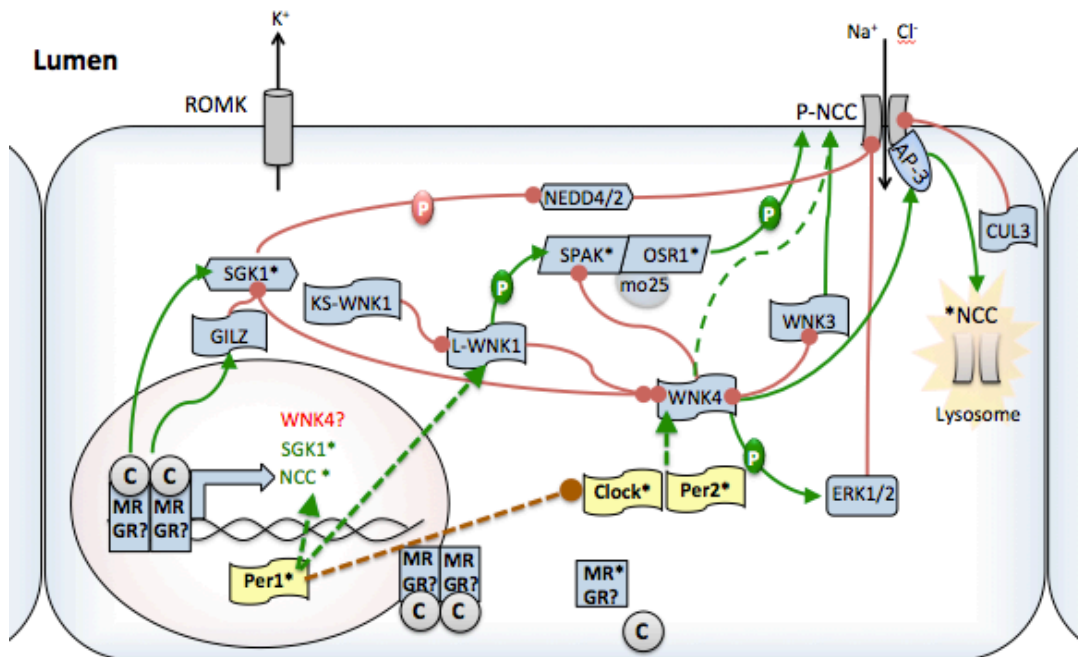 K⁺
Na⁺ Cl⁻
Lumen
ROMK
P-NCC
AP-3
P
NEDD4/2
P
CUL3
SGK1*
SPAK* OSR1*
mo25
P
KS-WNK1
GILZ
L-WNK1
WNK3
*NCC
WNK4
Lysosome
WNK4?
SGK1*
NCC *
P
C C
MR MR
GR? GR?
Clock* Per2*
ERK1/2
Per1*
MR MR
GR? GR?
C C
MR*
GR?
C